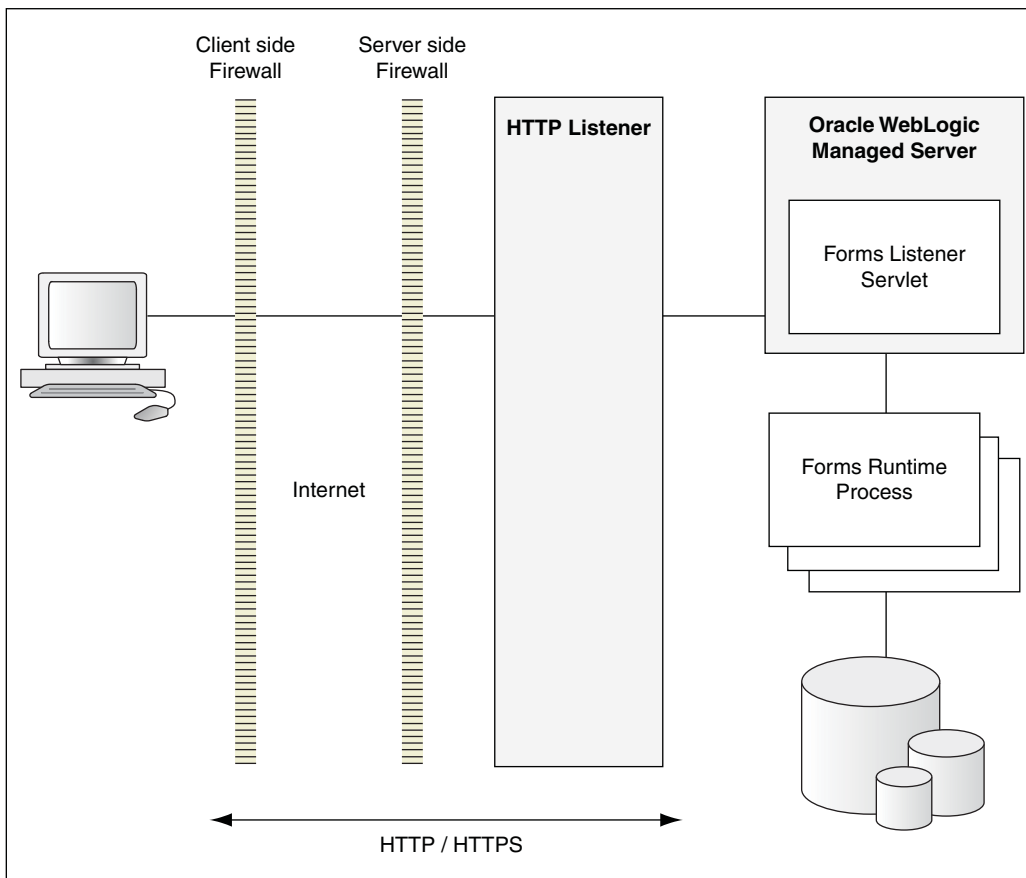 Client side
Firewall
Server side
Firewall
HTTP Listener
Oracle WebLogic
Managed Server
Forms Listener
Servlet
Forms Runtime
Process
Internet
HTTP / HTTPS